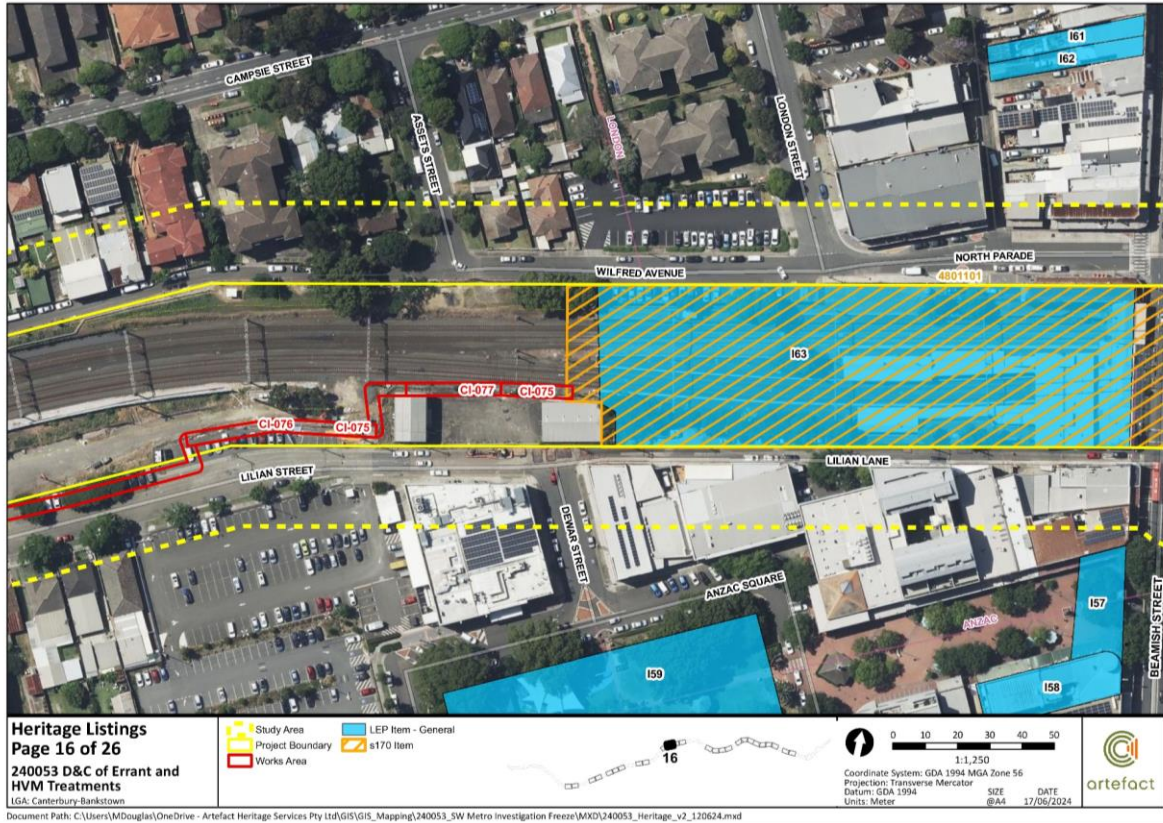 I61
I62
CAMPSIE STREET
ASSETS STREET
LONDON
LONDON STREET
NORTH PARADE
WILFRED AVENUE
4801101
I63
CI-077
CI-075
CI-076
CI-075
LILIAN STREET
LILIAN LANE
DEWAR STREET
ANZAC SQUARE
ANZAC
I57
BEAMISH STREET
I59
I58
Heritage Listings
Page 16 of 26
240053 D&C of Errant and
HVM Treatments
LGA: Canterbury-Bankstown
Study Area
Project Boundary
Works Area
LEP Item - General
s170 Item
16
0 10 20 30 40 50
1:1,250
Coordinate System: GDA 1994 MGA Zone 56
Projection: Transverse Mercator
Datum: GDA 1994
Units: Meter
SIZE DATE
@A4 17/06/2024
artefact
Document Path: C:\Users\MDouglas\OneDrive - Artefact Heritage Services Pty Ltd\GIS\GIS_Mapping\240053_SW Metro Investigation Freeze\MXD\240053_Heritage_v2_120624.mxd